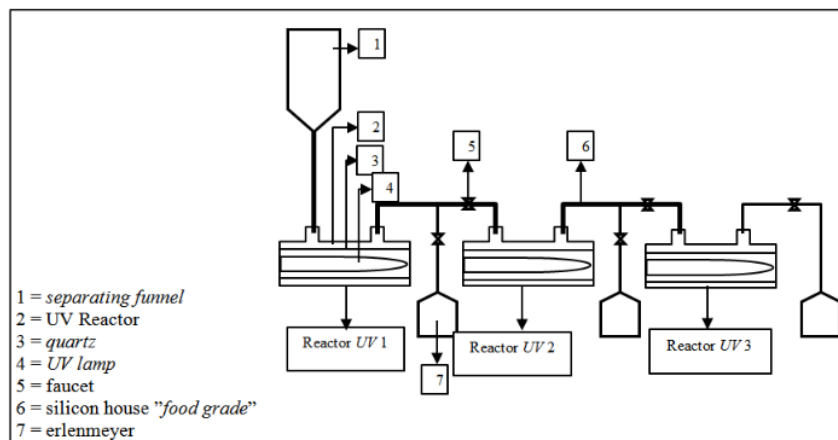 1
2
3
4
5
6
Reactor UV 1
Reactor UV 2
Reactor UV 3
7
1 = separating funnel
2 = UV Reactor
3 = quartz
4 = UV lamp
5 = faucet
6 = silicon house ”food grade”
7 = erlenmeyer